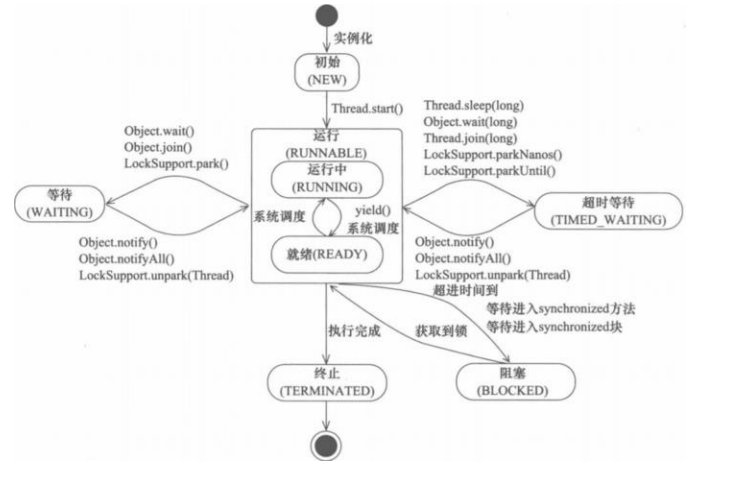 实例化
初始
(NEW)
Thread.start()
Object.wait()
Object.join()
LockSupport.park()
Thread.sleep(long)
Object.wait(long)
Thread.join(long)
LockSupport.parkNanos()
LockSupport.parkUntil()
运行
(RUNNABLE)
运行中
(RUNNING)
等待
(WAITING)
系统调度
yield()
系统调度
超时等待
(TIMED_WAITING)
就绪(READY)
Object.notify()
Object.notifyAll()
LockSupport.unpark(Thread)
Object.notify()
Object.notifyAll()
LockSupport.unpark(Thread)
超进时间到
等待进入synchronized方法
等待进入synchronized块
执行完成
获取到锁
终止
(TERMINATED)
阻塞
(BLOCKED)